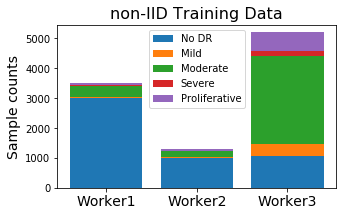 non-IID Training Data
Sample counts
5000
4000
3000
2000
1000
0
No DR
Mild
Moderate
Severe
Proliferative
Worker1 Worker2 Worker3